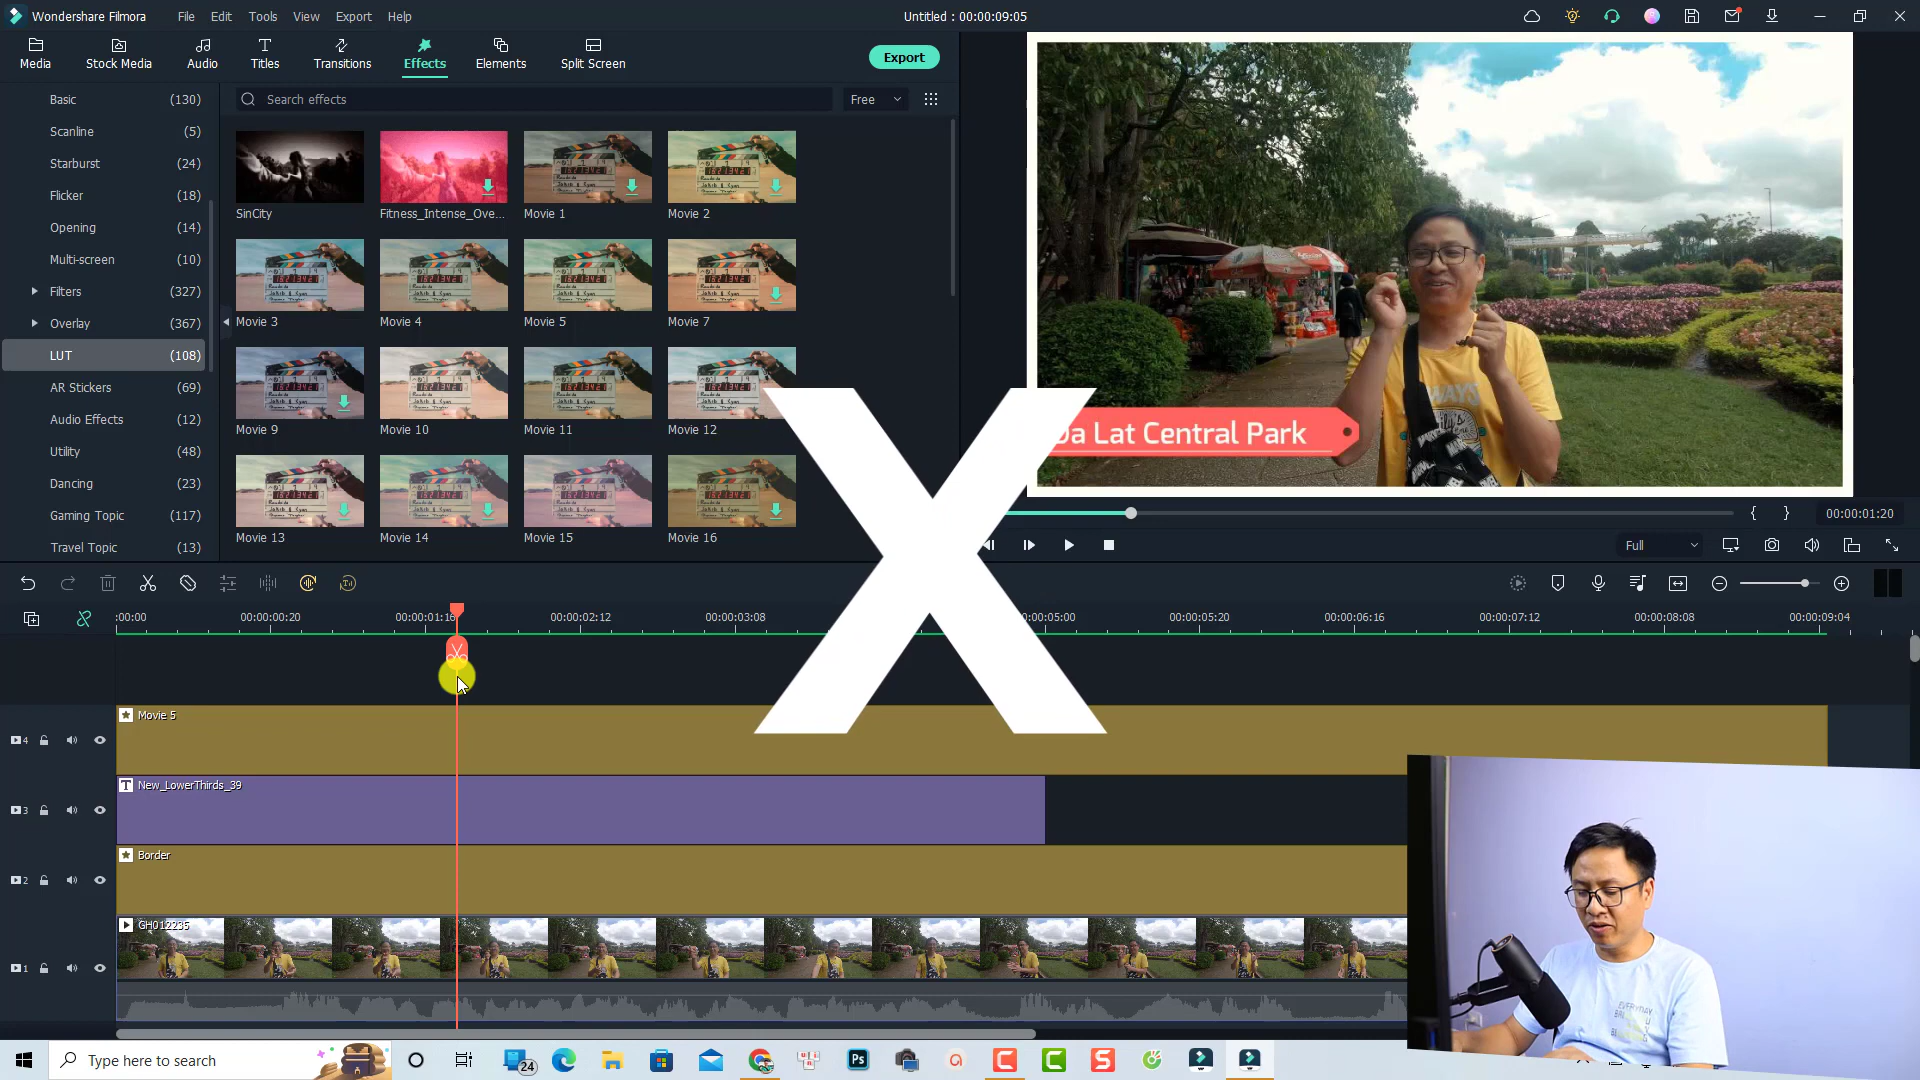 Wondershare Filmora File Edit Tools View Export Help Untitled : 00:00:09:05
Media Stock Media Audio Titles Transitions Effects Elements Split Screen Export
Basic (130)
Scanline (5)
Starburst (24)
Flicker (18)
Opening (14)
Multi-screen (10)
Filters (327)
Overlay (367)
LUT (108)
AR Stickers (69)
Audio Effects (12)
Utility (48)
Dancing (23)
Gaming Topic (117)
Travel Topic (13)
Search effects Free
SinCity Fitness_Intense_Ove... Movie 1 Movie 2
Movie 3 Movie 4 Movie 5 Movie 7
Movie 9 Movie 10 Movie 11 Movie 12
Movie 13 Movie 14 Movie 15 Movie 16
Da Lat Central Park
X
{ } 00:00:01:20
Full
:00:00 00:00:00:20 00:00:01:16 00:00:02:12 00:00:03:08 00:00:05:00 00:00:05:20 00:00:06:16 00:00:07:12 00:00:08:08 00:00:09:04
4 Movie 5
3 New_LowerThirds_39
2 Border
1 GH012235
Type here to search
24
Ps
C C S